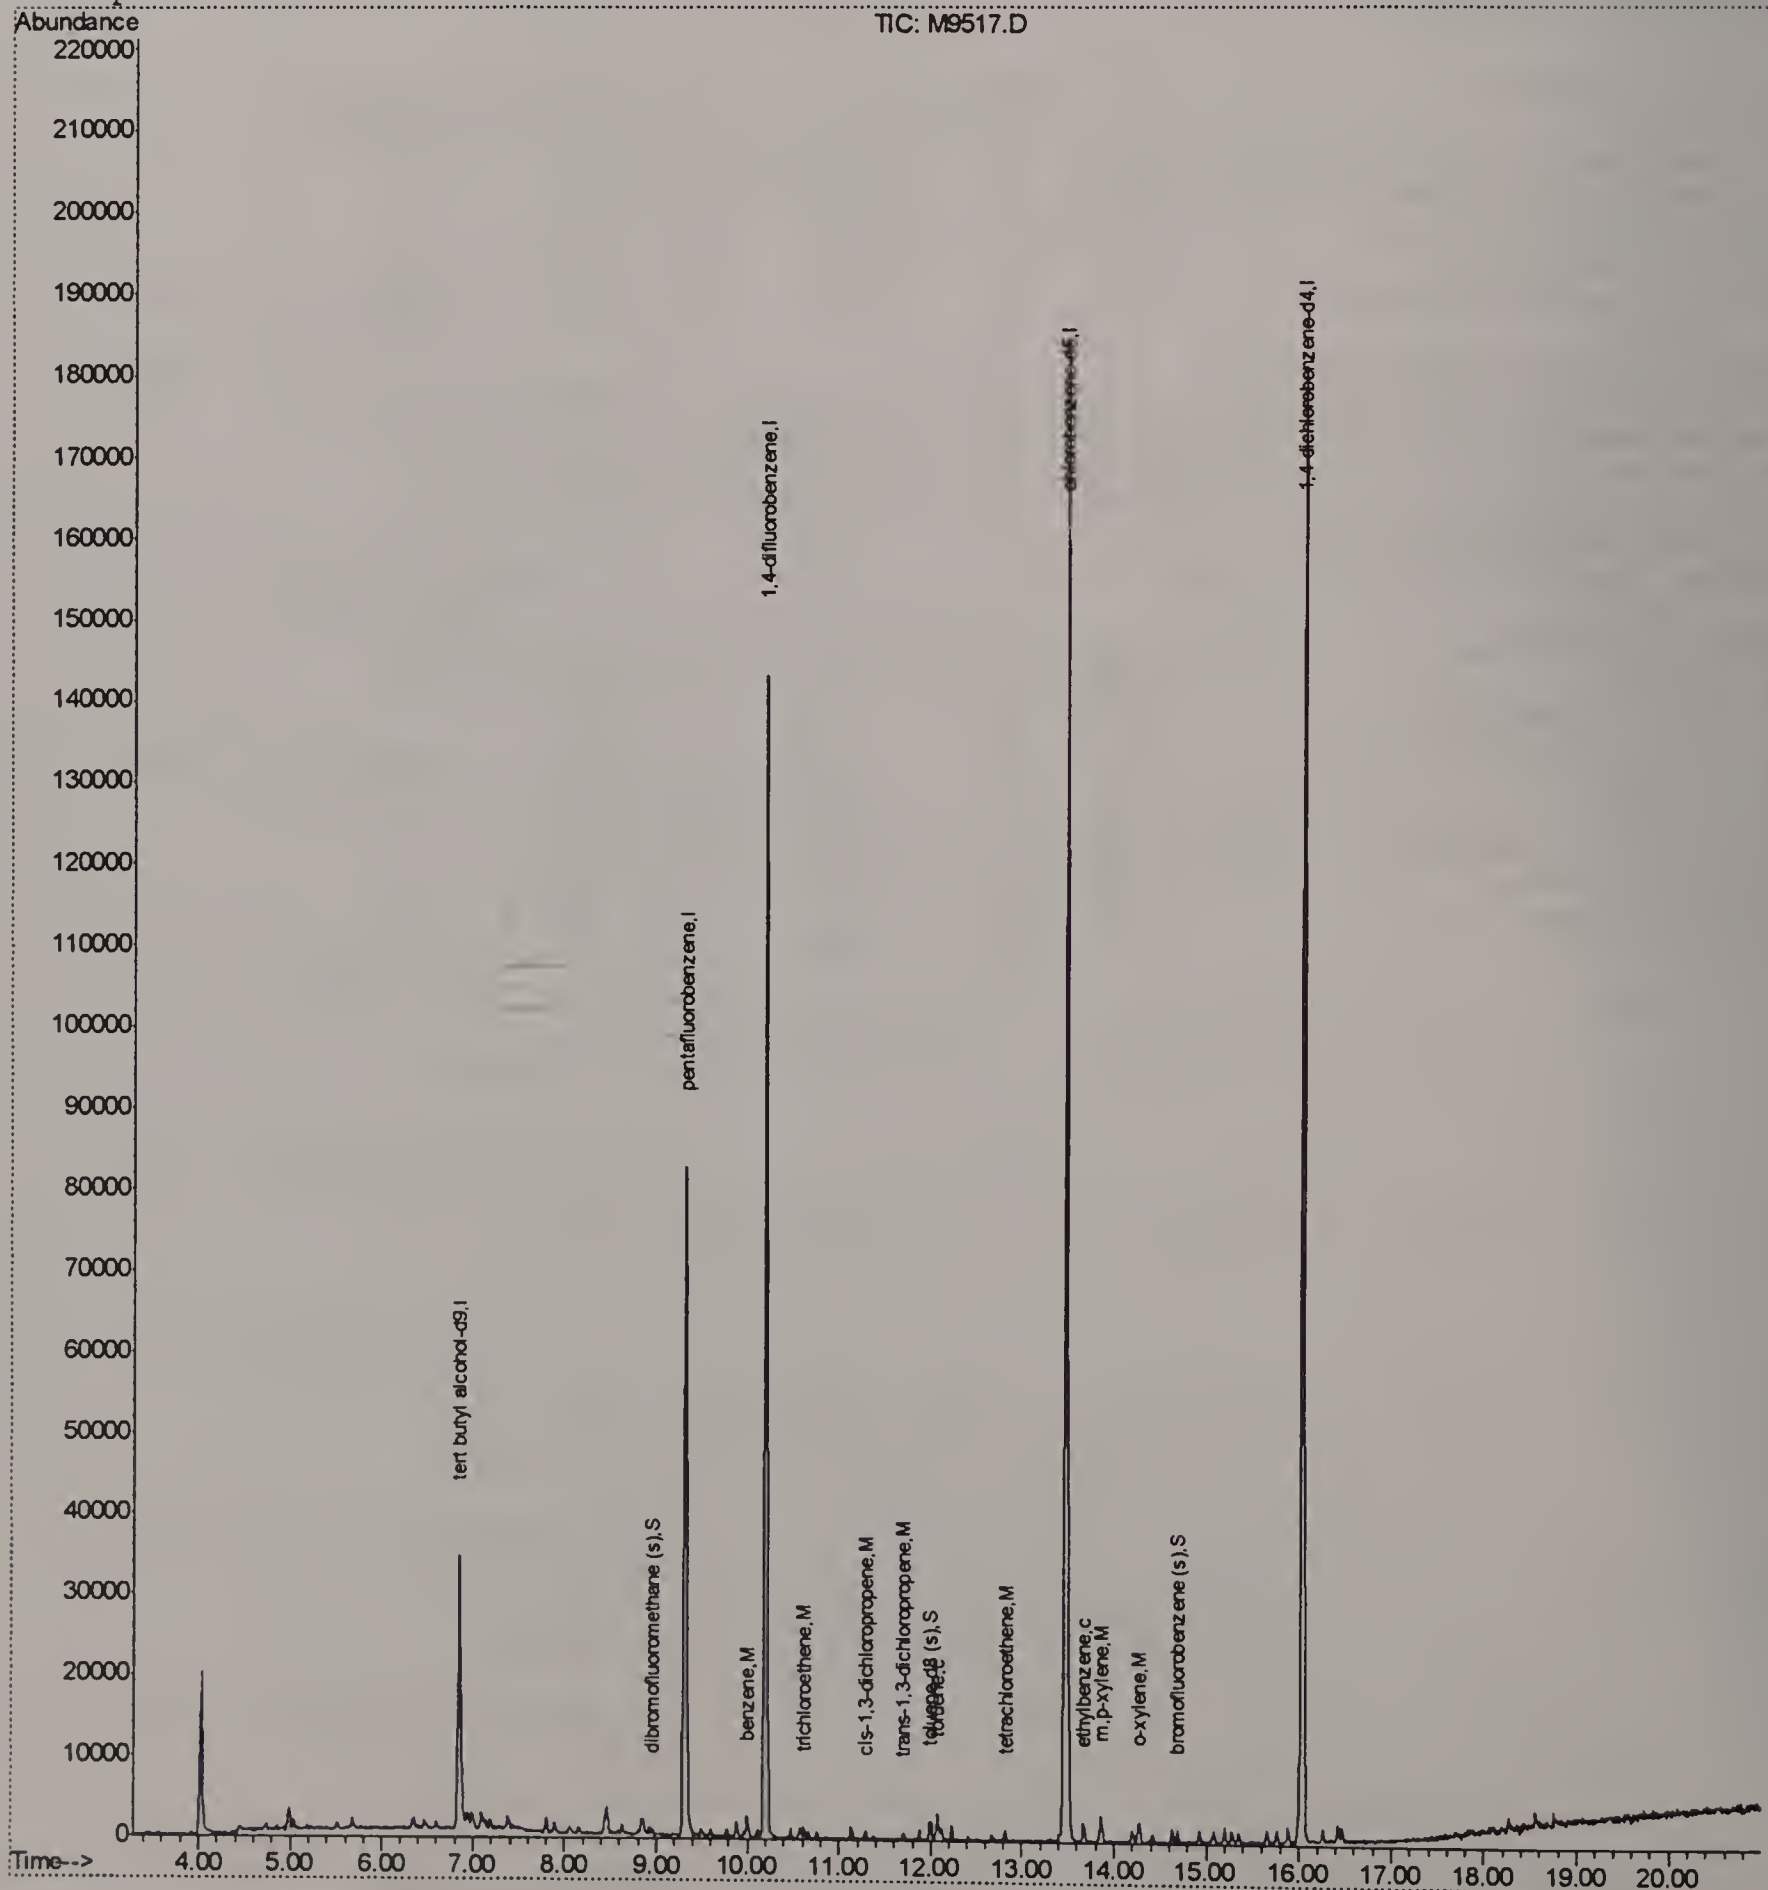 Abundance
TIC: M9517.D
220000
210000
200000
190000
180000
170000
160000
150000
140000
130000
120000
110000
100000
90000
80000
70000
60000
50000
40000
30000
20000
10000
0
tert butyl alcohol-d9,I
dibromofluoromethane (s),S
pentafluorobenzene,I
benzene,M
1,4-difluorobenzene,I
trichloroethene,M
cis-1,3-dichloropropene,M
trans-1,3-dichloropropene,M
toluene-d8 (s),S
tetrachloroethene,M
ethylbenzene,c
m,p-xylene,M
o-xylene,M
bromofluorobenzene (s),S
1,4-dichlorobenzene-d4,I
Time--> 4.00 5.00 6.00 7.00 8.00 9.00 10.00 11.00 12.00 13.00 14.00 15.00 16.00 17.00 18.00 19.00 20.00